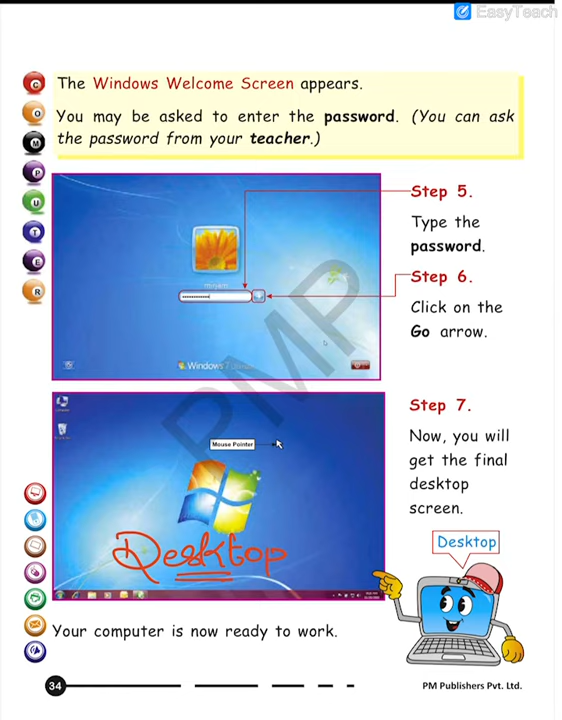 EasyTeach
The Windows Welcome Screen appears.
You may be asked to enter the password. (You can ask
the password from your teacher.)
C
O
M
P
U
T
E
R
Step 5.
Type the
password.
Step 6.
Click on the
Go arrow.
Windows 7
PMP
Step 7.
Now, you will
get the final
desktop
screen.
Mouse Pointer
Desktop
Desktop
Your computer is now ready to work.
34
PM Publishers Pvt. Ltd.